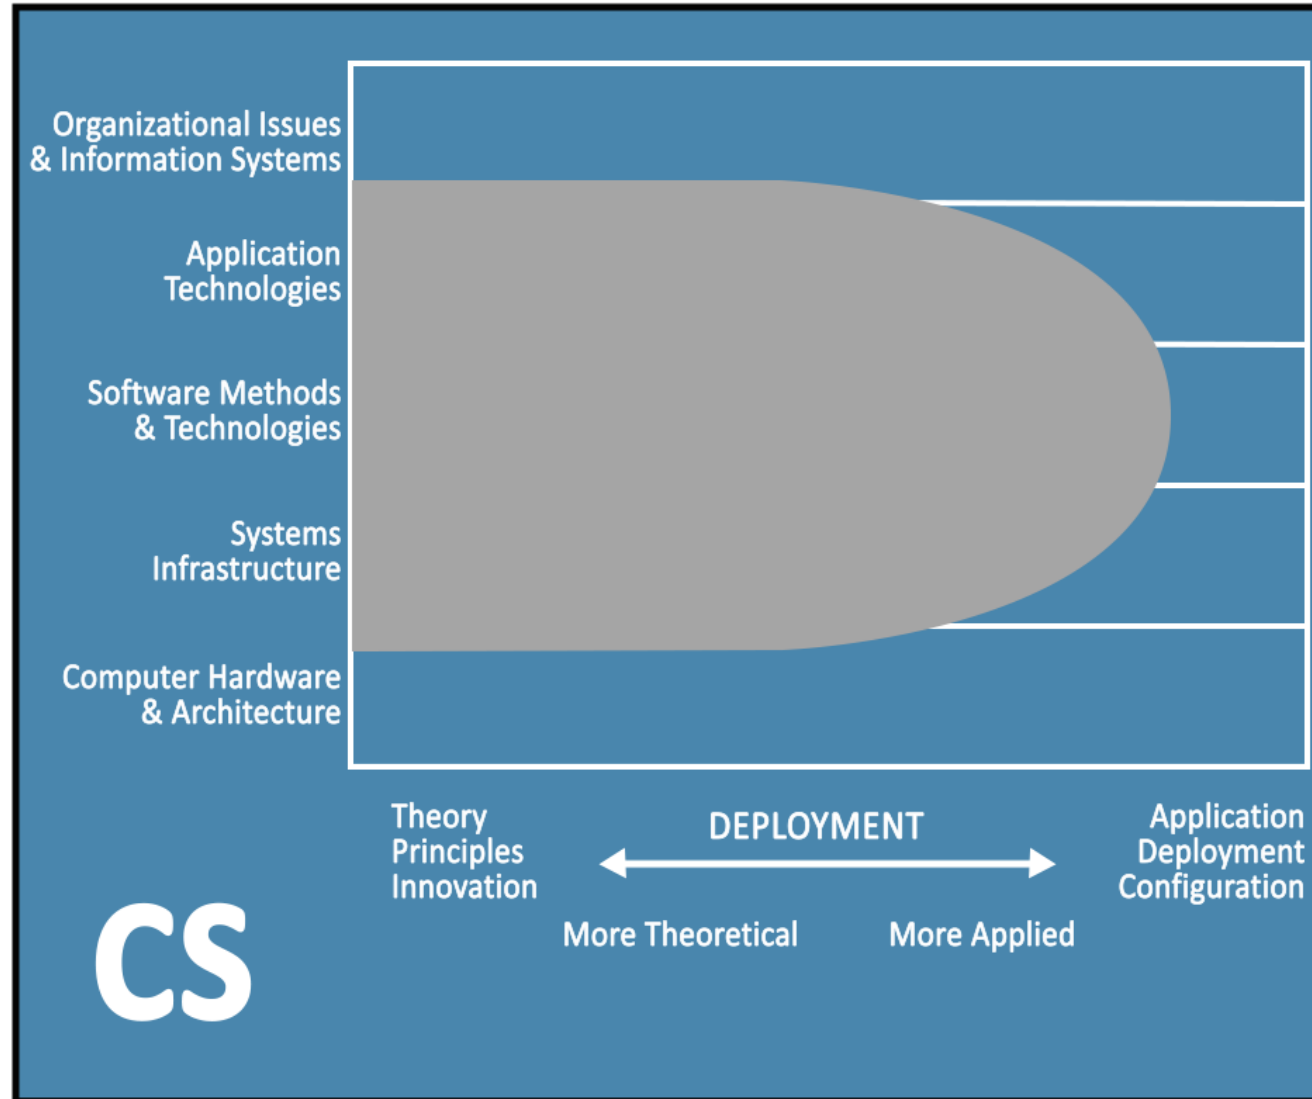 Organizational Issues
& Information Systems
Application
Technologies
Software Methods
& Technologies
Systems
Infrastructure
Computer Hardware
& Architecture
Theory
Principles
Innovation
DEPLOYMENT
Application
Deployment
Configuration
More Theoretical
More Applied
CS